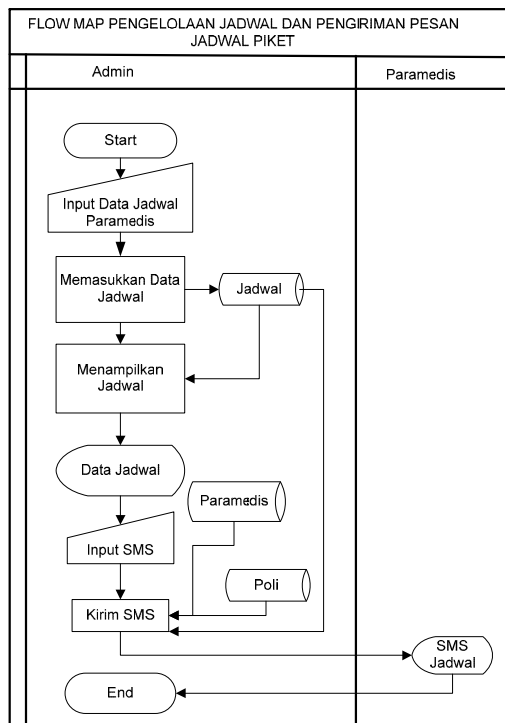 FLOW MAP PENGELOLAAN JADWAL DAN PENGIRIMAN PESAN
JADWAL PIKET
Admin
Paramedis
Start
Input Data Jadwal
Paramedis
Memasukkan Data
Jadwal
Jadwal
Menampilkan
Jadwal
Data Jadwal
Paramedis
Input SMS
Poli
Kirim SMS
SMS
Jadwal
End